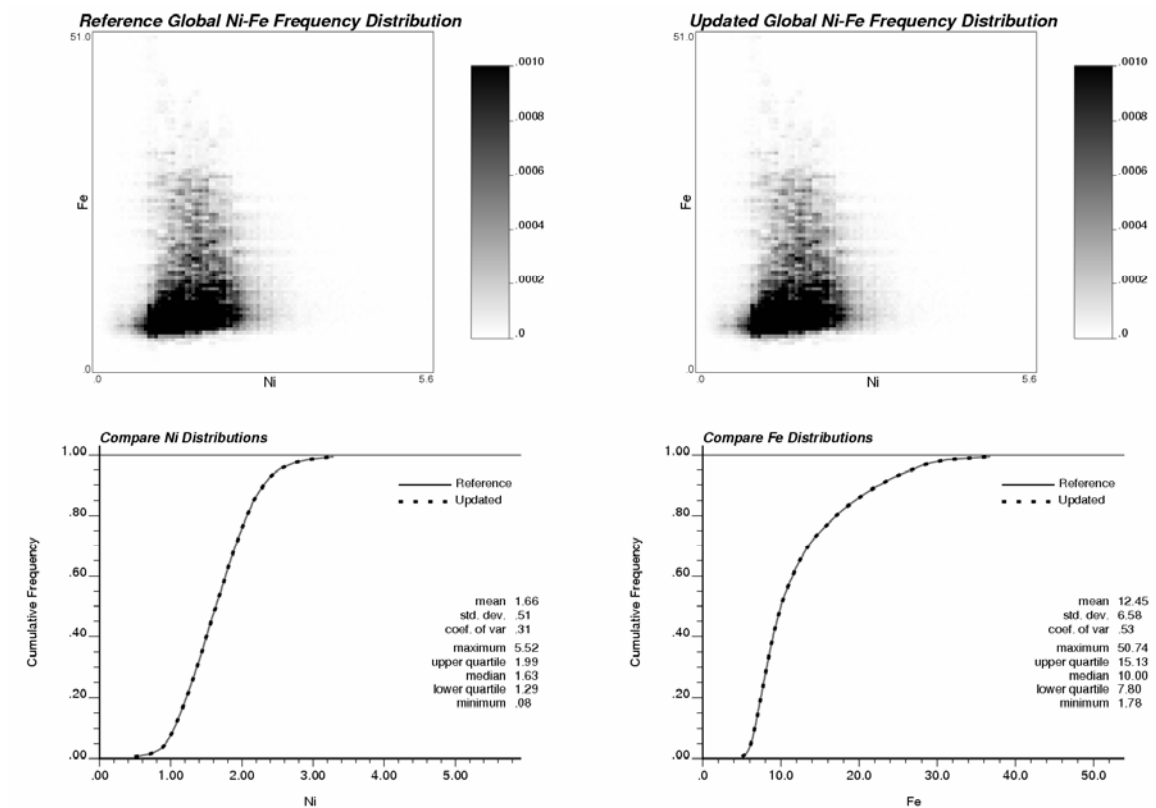 Reference Global Ni-Fe Frequency Distribution
51.0
Fe
.0
.0
Ni
5.6
.0010
.0008
.0006
.0004
.0002
.0
Updated Global Ni-Fe Frequency Distribution
51.0
Fe
.0
.0
Ni
5.6
.0010
.0008
.0006
.0004
.0002
.0
Compare Ni Distributions
Cumulative Frequency
1.00
.80
.60
.40
.20
.00
Reference
Updated
mean 1.66
std. dev. .51
coef. of var .31
maximum 5.52
upper quartile 1.99
median 1.63
lower quartile 1.29
minimum .08
.00 1.00 2.00 3.00 4.00 5.00
Ni
Compare Fe Distributions
Cumulative Frequency
1.00
.80
.60
.40
.20
.00
Reference
Updated
mean 12.45
std. dev. 6.58
coef. of var .53
maximum 50.74
upper quartile 15.13
median 10.00
lower quartile 7.80
minimum 1.78
.0 10.0 20.0 30.0 40.0 50.0
Fe